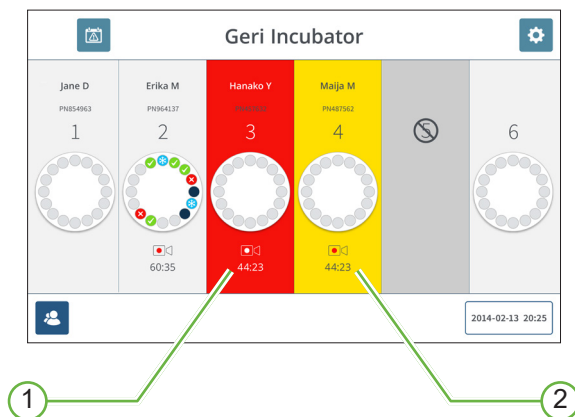 Geri Incubator
Jane D
PN854963
1
Erika M
PN964137
2
60:35
Hanako Y
3
44:23
Maija M
PN487562
4
44:23
5
6
2014-02-13 20:25
1
2